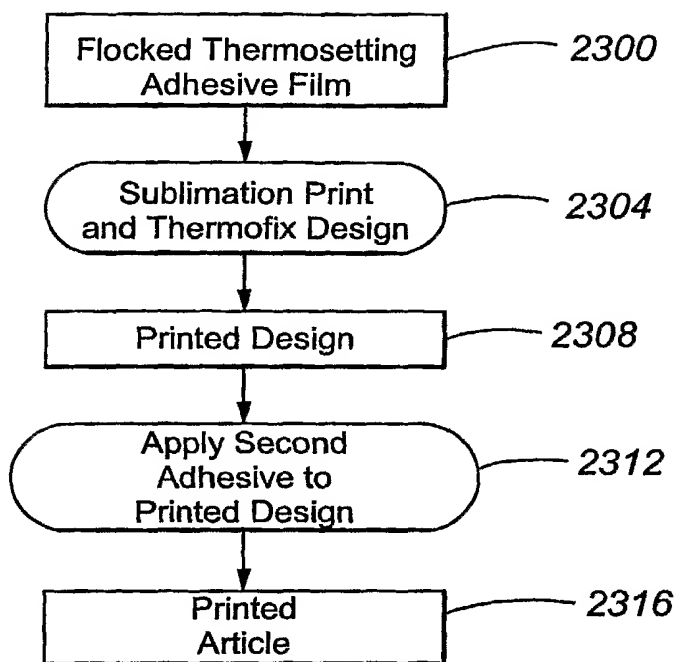 Flocked Thermosetting
Adhesive Film
2300
Sublimation Print
and Thermofix Design
2304
Printed Design
2308
Apply Second
Adhesive to
Printed Design
2312
Printed
Article
2316